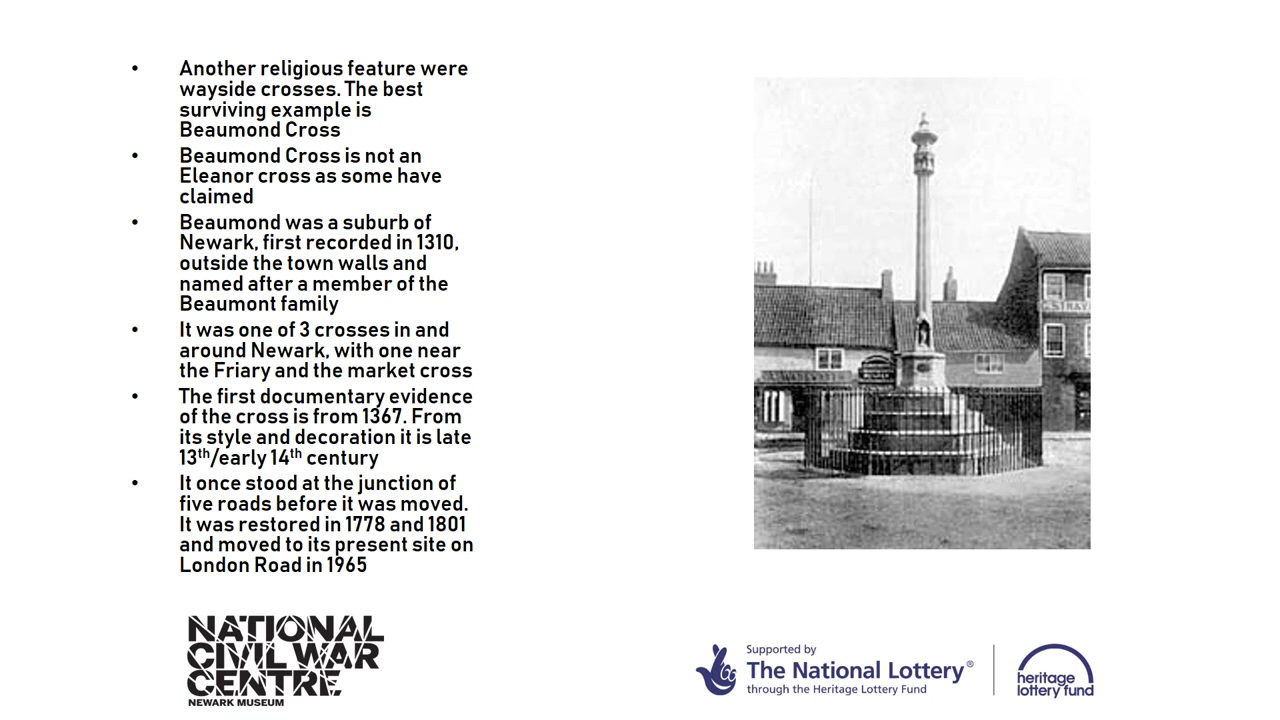 • Another religious feature were
wayside crosses. The best
surviving example is
Beaumond Cross
• Beaumond Cross is not an
Eleanor cross as some have
claimed
• Beaumond was a suburb of
Newark, first recorded in 1310,
outside the town walls and
named after a member of the
Beaumont family
• It was one of 3 crosses in and
around Newark, with one near
the Friary and the market cross
• The first documentary evidence
of the cross is from 1367. From
its style and decoration it is late
13th/early 14th century
• It once stood at the junction of
five roads before it was moved.
It was restored in 1778 and 1801
and moved to its present site on
London Road in 1965
NATIONAL
CIVIL WAR
CENTRE
NEWARK MUSEUM
Supported by
The National Lottery®
through the Heritage Lottery Fund
heritage
lottery fund